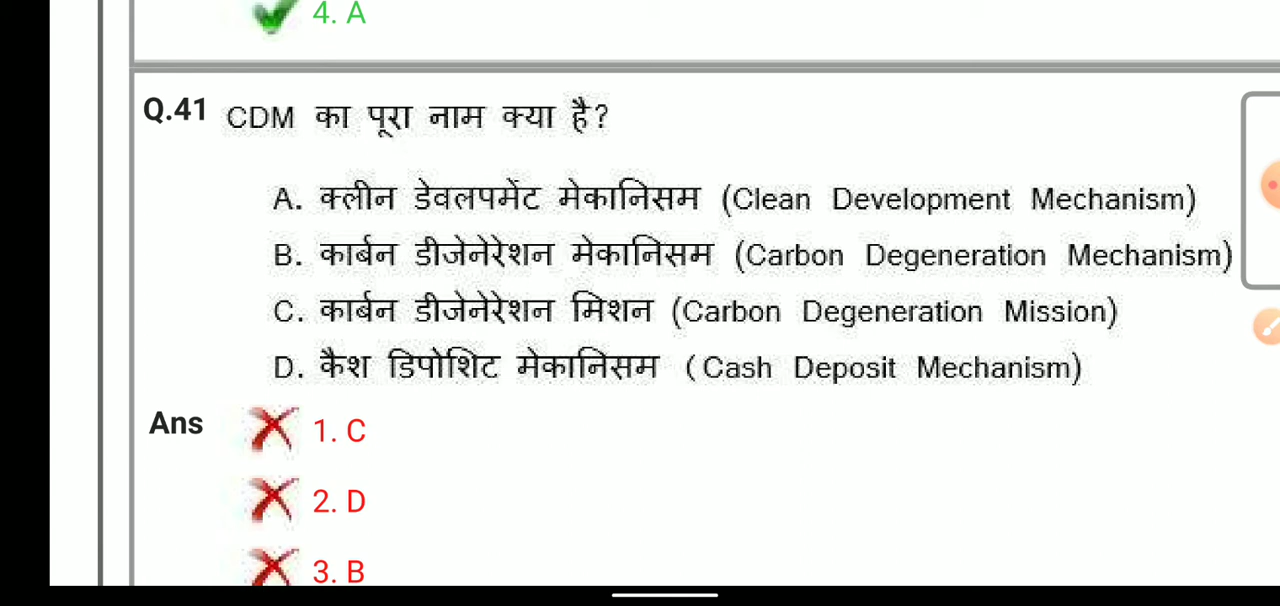 4. A
Q.41 CDM का पूरा नाम क्या है?
A. क्लीन डेवलपमेंट मेकानिसम (Clean Development Mechanism)
B. कार्बन डीजेनेरेशन मेकानिसम (Carbon Degeneration Mechanism)
C. कार्बन डीजेनेरेशन मिशन (Carbon Degeneration Mission)
D. कैश डिपोशिट मेकानिसम ( Cash Deposit Mechanism)
Ans 1. C
2. D
3. B